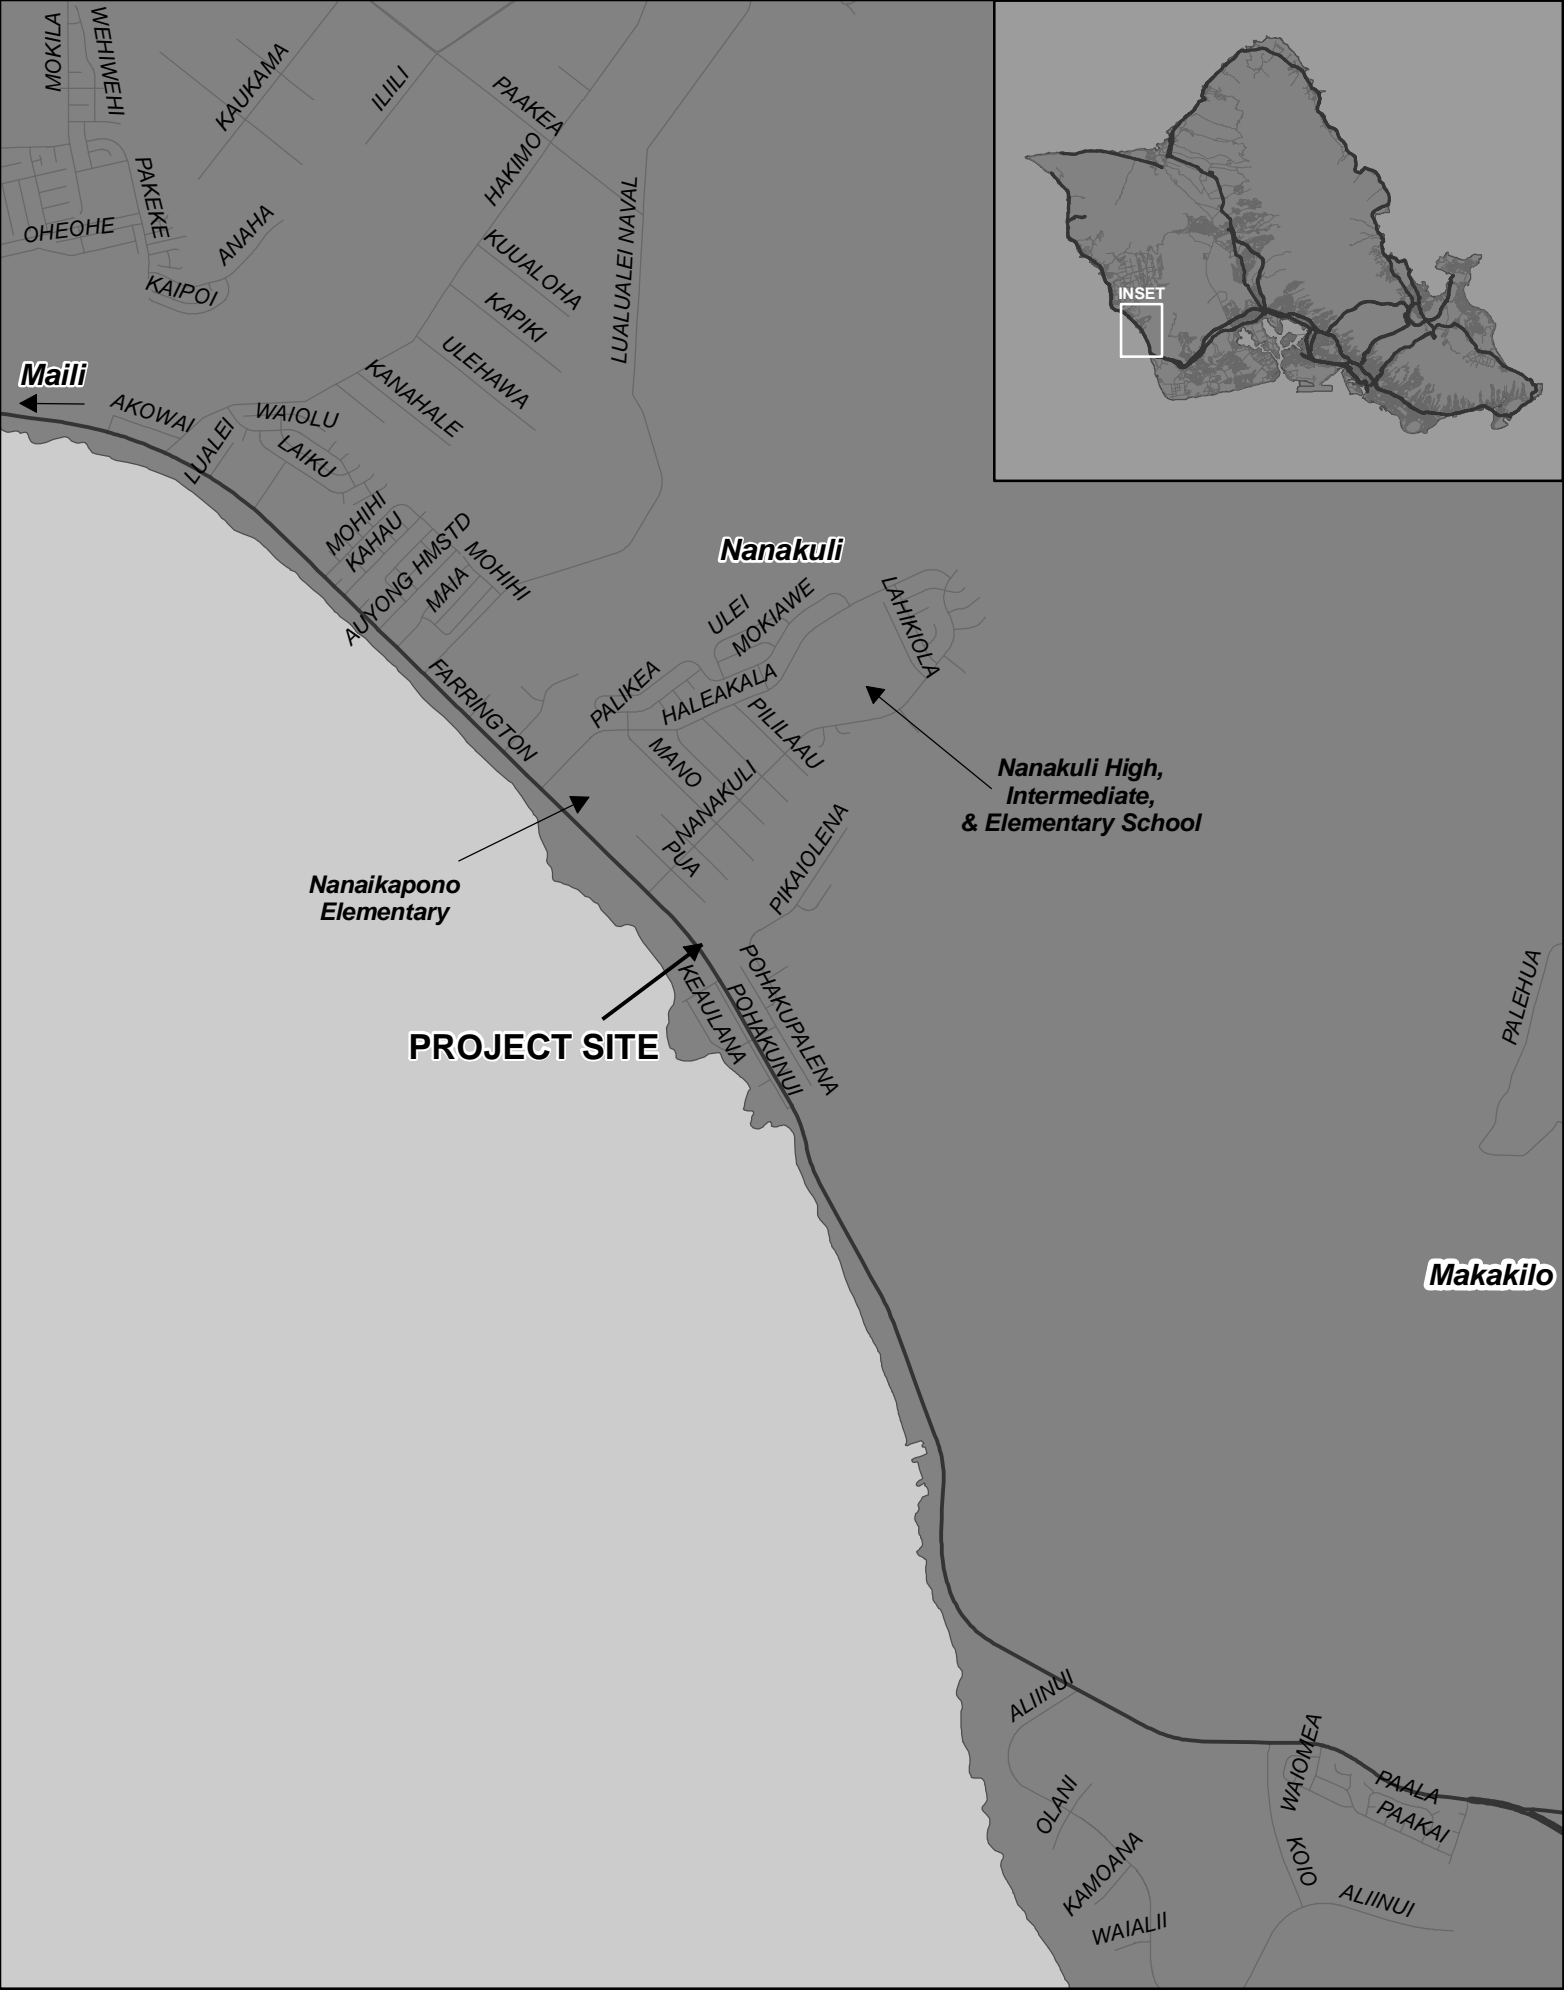 MOKILA
WEHIWEHI
KAUKAMA
ILIILI
PAAKEA
HAKIMO
PAKEKE
OHEOHE
ANAHA
KAIPOI
KUUALOHA
LUALUALEI NAVAL
KAPIKI
ULEHAWA
KANAHALE
INSET
Maili
AKOWAI
WAIOLU
LUALEI
LAIKU
MOHIHI
KAHAU
AUYONG HMSTD
MAIA
MOHIHI
Nanakuli
ULEI
MOKIAWE
LAHIKIOLA
FARRINGTON
PALIKEA
HALEAKALA
PILILAAU
MANO
NANAKULI
PUA
Nanakuli High,
Intermediate,
& Elementary School
PIKAIOLENA
Nanaikapono
Elementary
POHAKUPALENA
KEAULANA
POHAKUNUI
PROJECT SITE
PALEHUA
Makakilo
ALIINUI
WAIOMEA
OLANI
PAALA
PAAKAI
KAMOANA
KOIO
ALIINUI
WAIALII